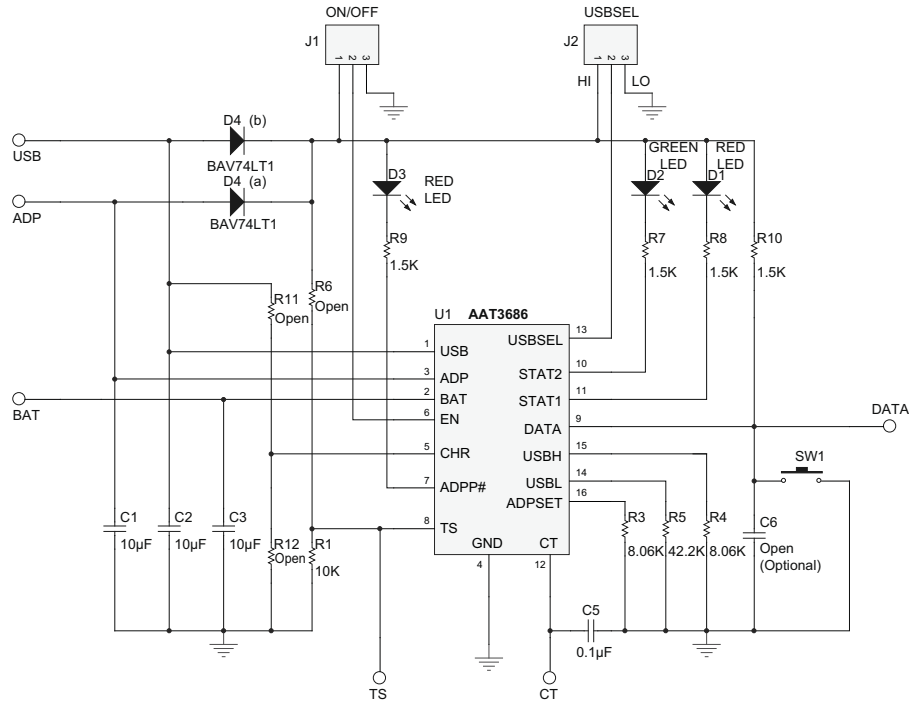 ON/OFF
USBSEL
J1
J2
1 2 3
1 2 3
HI
LO
D4 (b)
USB
BAV74LT1
D4 (a)
ADP
BAV74LT1
GREEN
LED
RED
LED
D3
D2
D1
RED
LED
R9
1.5K
R7
1.5K
R8
1.5K
R10
1.5K
R11
Open
R6
Open
U1 AAT3686
1 USB
3 ADP
2 BAT
6 EN
5 CHR
7 ADPP#
8 TS
USBSEL 13
STAT2 10
STAT1 11
DATA 9
USBH 15
USBL 14
ADPSET 16
GND
4
CT
12
BAT
DATA
SW1
C1
10µF
C2
10µF
C3
10µF
R12
Open
R1
10K
R3
8.06K
R5
42.2K
R4
8.06K
C6
Open
(Optional)
C5
0.1µF
TS
CT